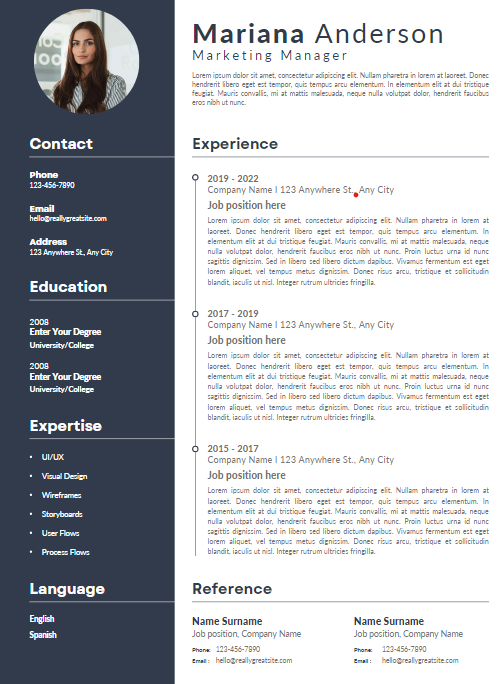 Mariana Anderson
Marketing Manager
Lorem ipsum dolor sit amet, consectetur adipiscing elit. Nullam pharetra in lorem at laoreet. Donec
hendrerit libero eget est tempor, quis tempus arcu elementum. In elementum elit at dui tristique
feugiat. Mauris convallis, mi at mattis malesuada, neque nulla volutpat dolor, hendrerit faucibus
eros nibh ut nunc.
Contact
Phone
123-456-7890
Email
hello@reallygreatsite.com
Address
123 Anywhere St., Any City
Education
2008
Enter Your Degree
University/College
2008
Enter Your Degree
University/College
Expertise
• UI/UX
• Visual Design
• Wireframes
• Storyboards
• User Flows
• Process Flows
Language
English
Spanish
Experience
2019 - 2022
Company Name l 123 Anywhere St., Any City
Job position here
Lorem ipsum dolor sit amet, consectetur adipiscing elit. Nullam pharetra in lorem at
laoreet. Donec hendrerit libero eget est tempor, quis tempus arcu elementum. In
elementum elit at dui tristique feugiat. Mauris convallis, mi at mattis malesuada, neque
nulla volutpat dolor, hendrerit faucibus eros nibh ut nunc. Proin luctus urna id nunc
sagittis dignissim. Sed in libero sed libero dictum dapibus. Vivamus fermentum est eget
lorem aliquet, vel tempus metus dignissim. Donec risus arcu, tristique et sollicitudin
blandit, iaculis ut nisl. Integer rutrum ultricies fringilla.
2017 - 2019
Company Name l 123 Anywhere St., Any City
Job position here
Lorem ipsum dolor sit amet, consectetur adipiscing elit. Nullam pharetra in lorem at
laoreet. Donec hendrerit libero eget est tempor, quis tempus arcu elementum. In
elementum elit at dui tristique feugiat. Mauris convallis, mi at mattis malesuada, neque
nulla volutpat dolor, hendrerit faucibus eros nibh ut nunc. Proin luctus urna id nunc
sagittis dignissim. Sed in libero sed libero dictum dapibus. Vivamus fermentum est eget
lorem aliquet, vel tempus metus dignissim. Donec risus arcu, tristique et sollicitudin
blandit, iaculis ut nisl. Integer rutrum ultricies fringilla.
2015 - 2017
Company Name l 123 Anywhere St., Any City
Job position here
Lorem ipsum dolor sit amet, consectetur adipiscing elit. Nullam pharetra in lorem at
laoreet. Donec hendrerit libero eget est tempor, quis tempus arcu elementum. In
elementum elit at dui tristique feugiat. Mauris convallis, mi at mattis malesuada, neque
nulla volutpat dolor, hendrerit faucibus eros nibh ut nunc. Proin luctus urna id nunc
sagittis dignissim. Sed in libero sed libero dictum dapibus. Vivamus fermentum est eget
lorem aliquet, vel tempus metus dignissim. Donec risus arcu, tristique et sollicitudin
blandit, iaculis ut nisl. Integer rutrum ultricies fringilla.
Reference
Name Surname
Job position, Company Name
Phone: 123-456-7890
Email : hello@reallygreatsite.com
Name Surname
Job position, Company Name
Phone: 123-456-7890
Email : hello@reallygreatsite.com